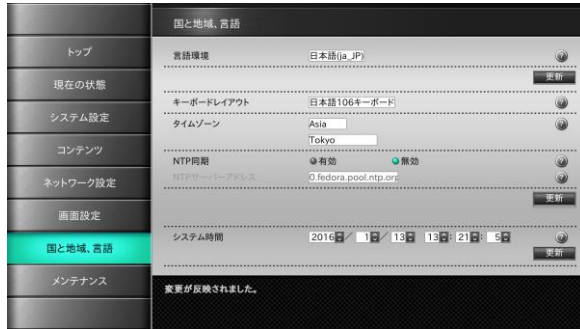 国と地域、言語
トップ
現在の状態
システム設定
コンテンツ
ネットワーク設定
画面設定
国と地域、言語
メンテナンス
言語環境 日本語(ja_JP)
更新
キーボードレイアウト 日本語106キーボード
タイムゾーン Asia
Tokyo
NTP同期 有効 無効
NTPサーバーアドレス 0.fedora.pool.ntp.org
更新
システム時間 2016 / 1 / 13 13 : 21 : 5
更新
変更が反映されました。